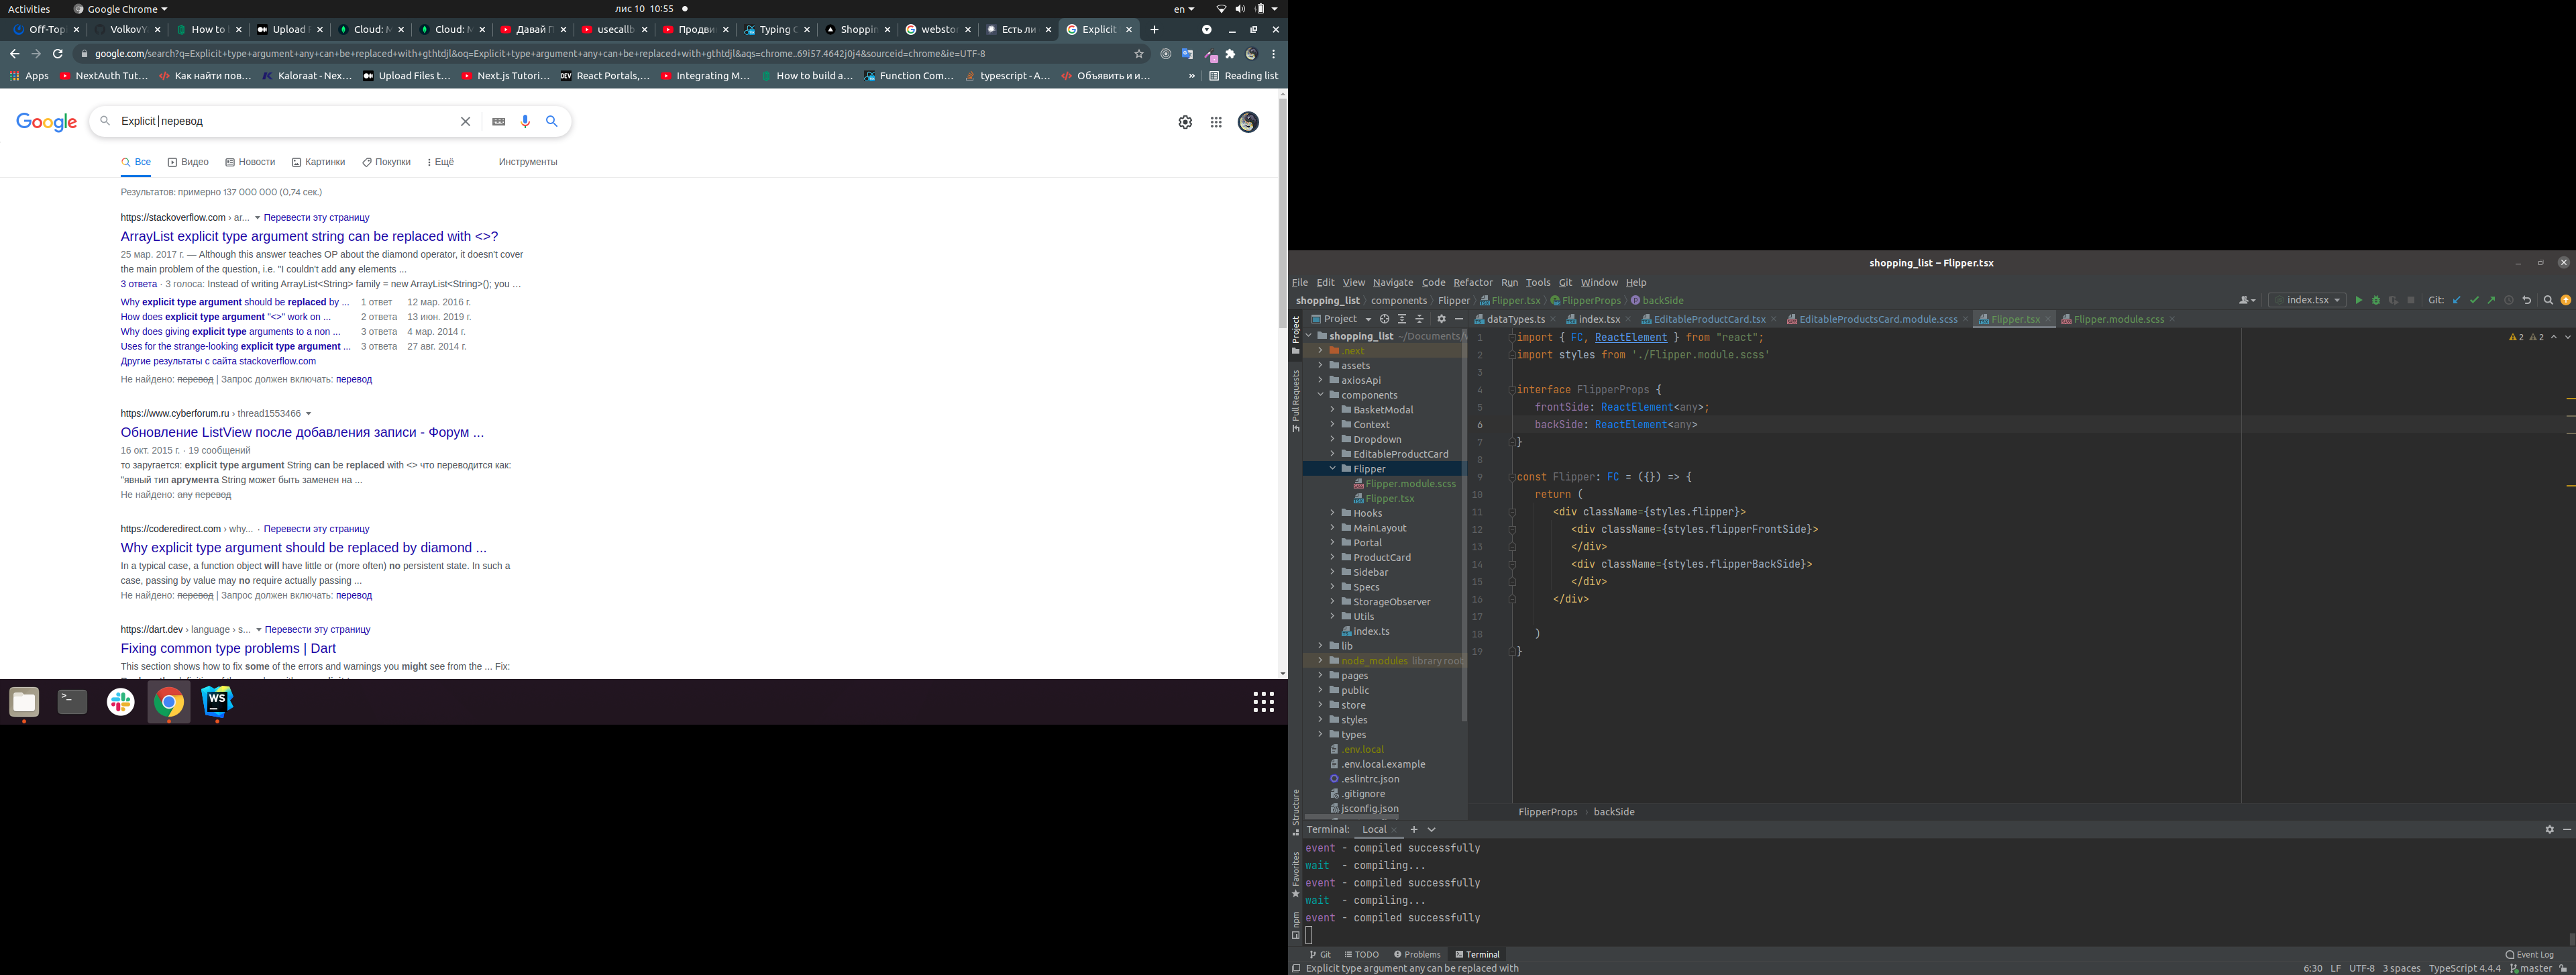 Activities
Google Chrome
лис 10 10:55
en
Off-Top
VolkovY
How to
Upload
Cloud: M
Cloud: M
Давай П
usecallb
Продви
Typing C
Shoppin
webstor
Есть ли
Explicit
google.com/search?q=Explicit+type+argument+any+can+be+replaced+with+gthtdjl&oq=Explicit+type+argument+any+can+be+replaced+with+gthtdjl&aqs=chrome..69i57.4642j0j4&sourceid=chrome&ie=UTF-8
Apps
NextAuth Tut...
Как найти пов...
Kaloraat - Nex...
Upload Files t...
Next.js Tutori...
React Portals,...
Integrating M...
How to build a...
Function Com...
typescript - A...
Объявить и и...
»
Reading list
Google
Explicit перевод
Все
Видео
Новости
Картинки
Покупки
Ещё
Инструменты
Результатов: примерно 137 000 000 (0,74 сек.)
https://stackoverflow.com › ar... Перевести эту страницу
ArrayList explicit type argument string can be replaced with <>?
25 мар. 2017 г. — Although this answer teaches OP about the diamond operator, it doesn't cover
the main problem of the question, i.e. "I couldn't add any elements ...
3 ответа · 3 голоса: Instead of writing ArrayList<String> family = new ArrayList<String>(); you ...
Why explicit type argument should be replaced by ... 1 ответ 12 мар. 2016 г.
How does explicit type argument "<>" work on ... 2 ответа 13 июн. 2019 г.
Why does giving explicit type arguments to a non ... 3 ответа 4 мар. 2014 г.
Uses for the strange-looking explicit type argument ... 3 ответа 27 авг. 2014 г.
Другие результаты с сайта stackoverflow.com
Не найдено: перевод | Запрос должен включать: перевод
https://www.cyberforum.ru › thread1553466
Обновление ListView после добавления записи - Форум ...
16 окт. 2015 г. · 19 сообщений
то заругается: explicit type argument String can be replaced with <> что переводится как:
"явный тип аргумента String может быть заменен на ...
Не найдено: any перевод
https://coderedirect.com › why... · Перевести эту страницу
Why explicit type argument should be replaced by diamond ...
In a typical case, a function object will have little or (more often) no persistent state. In such a
case, passing by value may no require actually passing ...
Не найдено: перевод | Запрос должен включать: перевод
https://dart.dev › language › s... Перевести эту страницу
Fixing common type problems | Dart
This section shows how to fix some of the errors and warnings you might see from the ... Fix:
WS
shopping_list – Flipper.tsx
File Edit View Navigate Code Refactor Run Tools Git Window Help
shopping_list components Flipper Flipper.tsx FlipperProps backSide
index.tsx
Git:
Project
dataTypes.ts
index.tsx
EditableProductCard.tsx
EditableProductsCard.module.scss
Flipper.tsx
Flipper.module.scss
Project
Pull Requests
Structure
Favorites
npm
shopping_list ~/Documents/
.next
assets
axiosApi
components
BasketModal
Context
Dropdown
EditableProductCard
Flipper
Flipper.module.scss
Flipper.tsx
Hooks
MainLayout
Portal
ProductCard
Sidebar
Specs
StorageObserver
Utils
index.ts
lib
node_modules library root
pages
public
store
styles
types
.env.local
.env.local.example
.eslintrc.json
.gitignore
jsconfig.json
2 2
1 import { FC, ReactElement } from "react";
2 import styles from './Flipper.module.scss'
3
4 interface FlipperProps {
5 frontSide: ReactElement<any>;
6 backSide: ReactElement<any>
7 }
8
9 const Flipper: FC = ({}) => {
10 return (
11 <div className={styles.flipper}>
12 <div className={styles.flipperFrontSide}>
13 </div>
14 <div className={styles.flipperBackSide}>
15 </div>
16 </div>
17
18 )
19 }
FlipperProps › backSide
Terminal: Local
event - compiled successfully
wait - compiling...
event - compiled successfully
wait - compiling...
event - compiled successfully
Git TODO Problems Terminal
Event Log
Explicit type argument any can be replaced with
6:30 LF UTF-8 3 spaces TypeScript 4.4.4 master